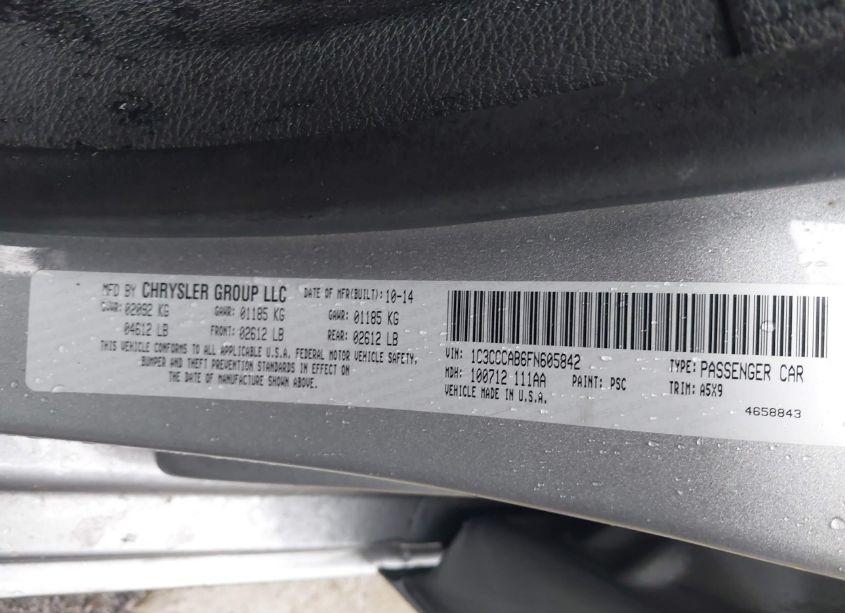 MFD BY CHRYSLER GROUP LLC DATE OF MFR(BUILT): 10-14
GVWR: 02092 KG GAWR: 01185 KG GAWR: 01185 KG
04612 LB FRONT: 02612 LB REAR: 02612 LB
THIS VEHICLE CONFORMS TO ALL APPLICABLE U.S.A. FEDERAL MOTOR VEHICLE SAFETY,
BUMPER AND THEFT PREVENTION STANDARDS IN EFFECT ON
THE DATE OF MANUFACTURE SHOWN ABOVE.
VIN: 1C3CCCAB6FN605842 TYPE: PASSENGER CAR
MDH: 100712 111AA PAINT: PSC TRIM: A5X9
VEHICLE MADE IN U.S.A.
4658843